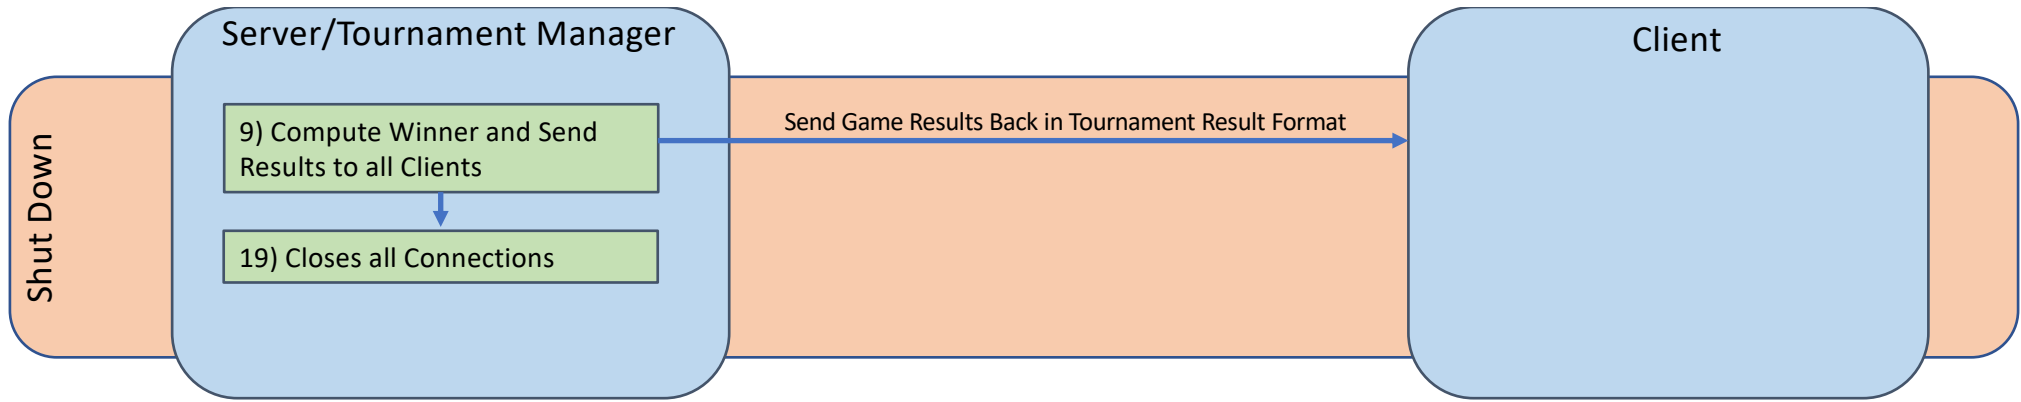 Server/Tournament Manager
Client
Shut Down
9) Compute Winner and Send
Results to all Clients
Send Game Results Back in Tournament Result Format
19) Closes all Connections